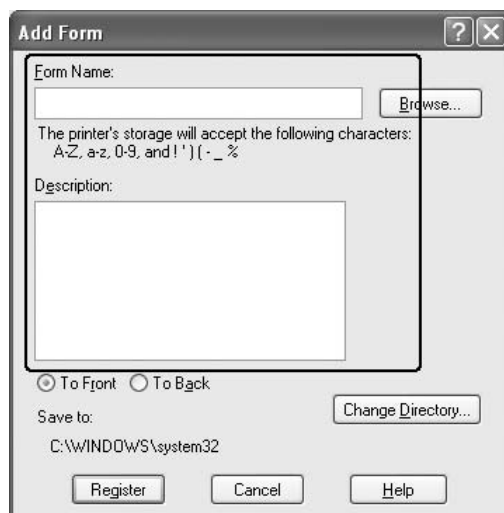 Add Form
Form Name:
Browse...
The printer's storage will accept the following characters:
A-Z, a-z, 0-9, and ! ' ) ( - _ %
Description:
To Front To Back
Change Directory...
Save to:
C:\WINDOWS\system32
Register Cancel Help